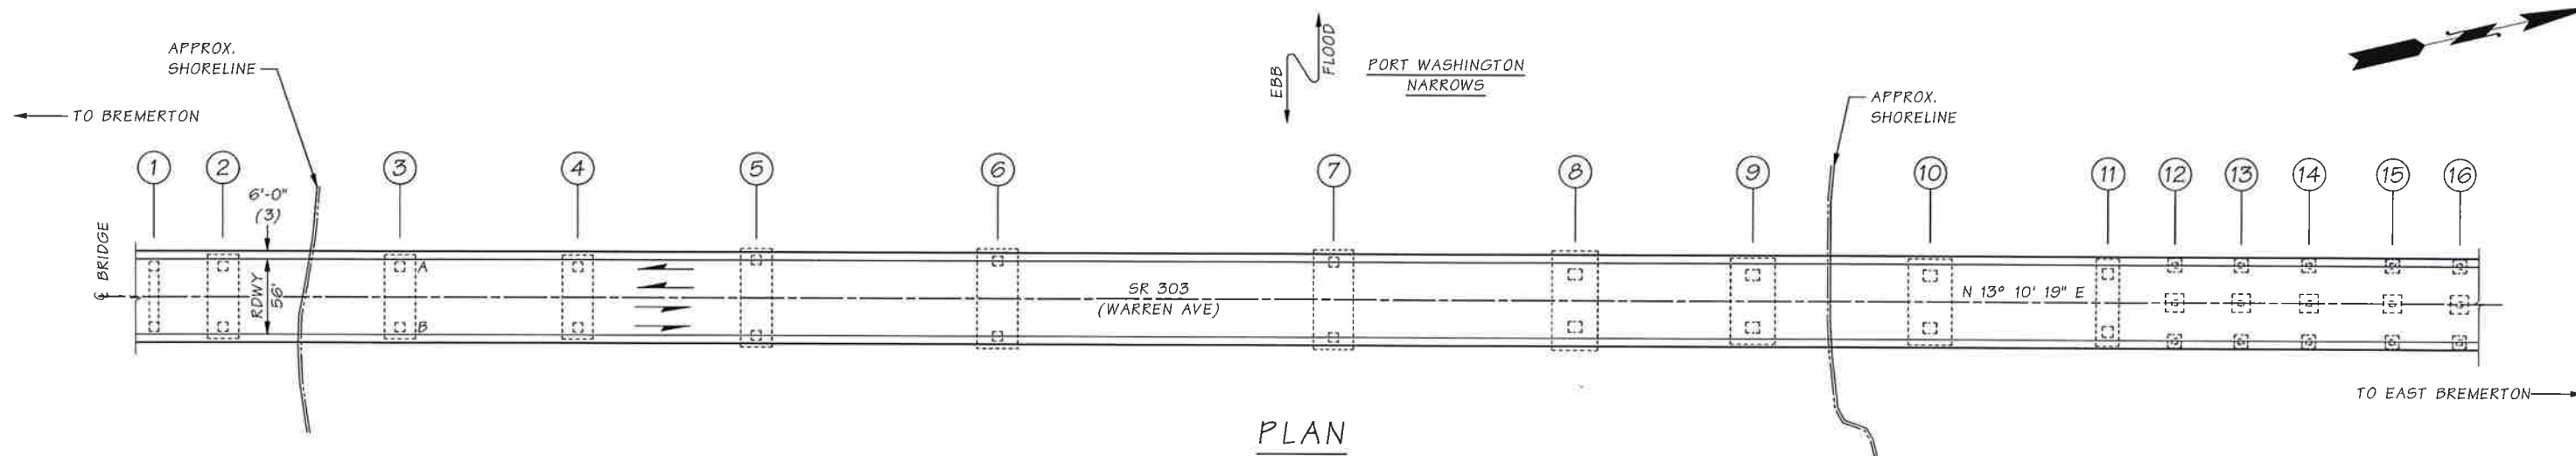 APPROX.
SHORELINE
TO BREMERTON
EBB
FLOOD
PORT WASHINGTON
NARROWS
APPROX.
SHORELINE
1 2 3 4 5 6 7 8 9 10 11 12 13 14 15 16
6'-0"
(3)
℄ BRIDGE
RDWY
56'
A
B
SR 303
(WARREN AVE)
N 13° 10' 19" E
TO EAST BREMERTON
PLAN